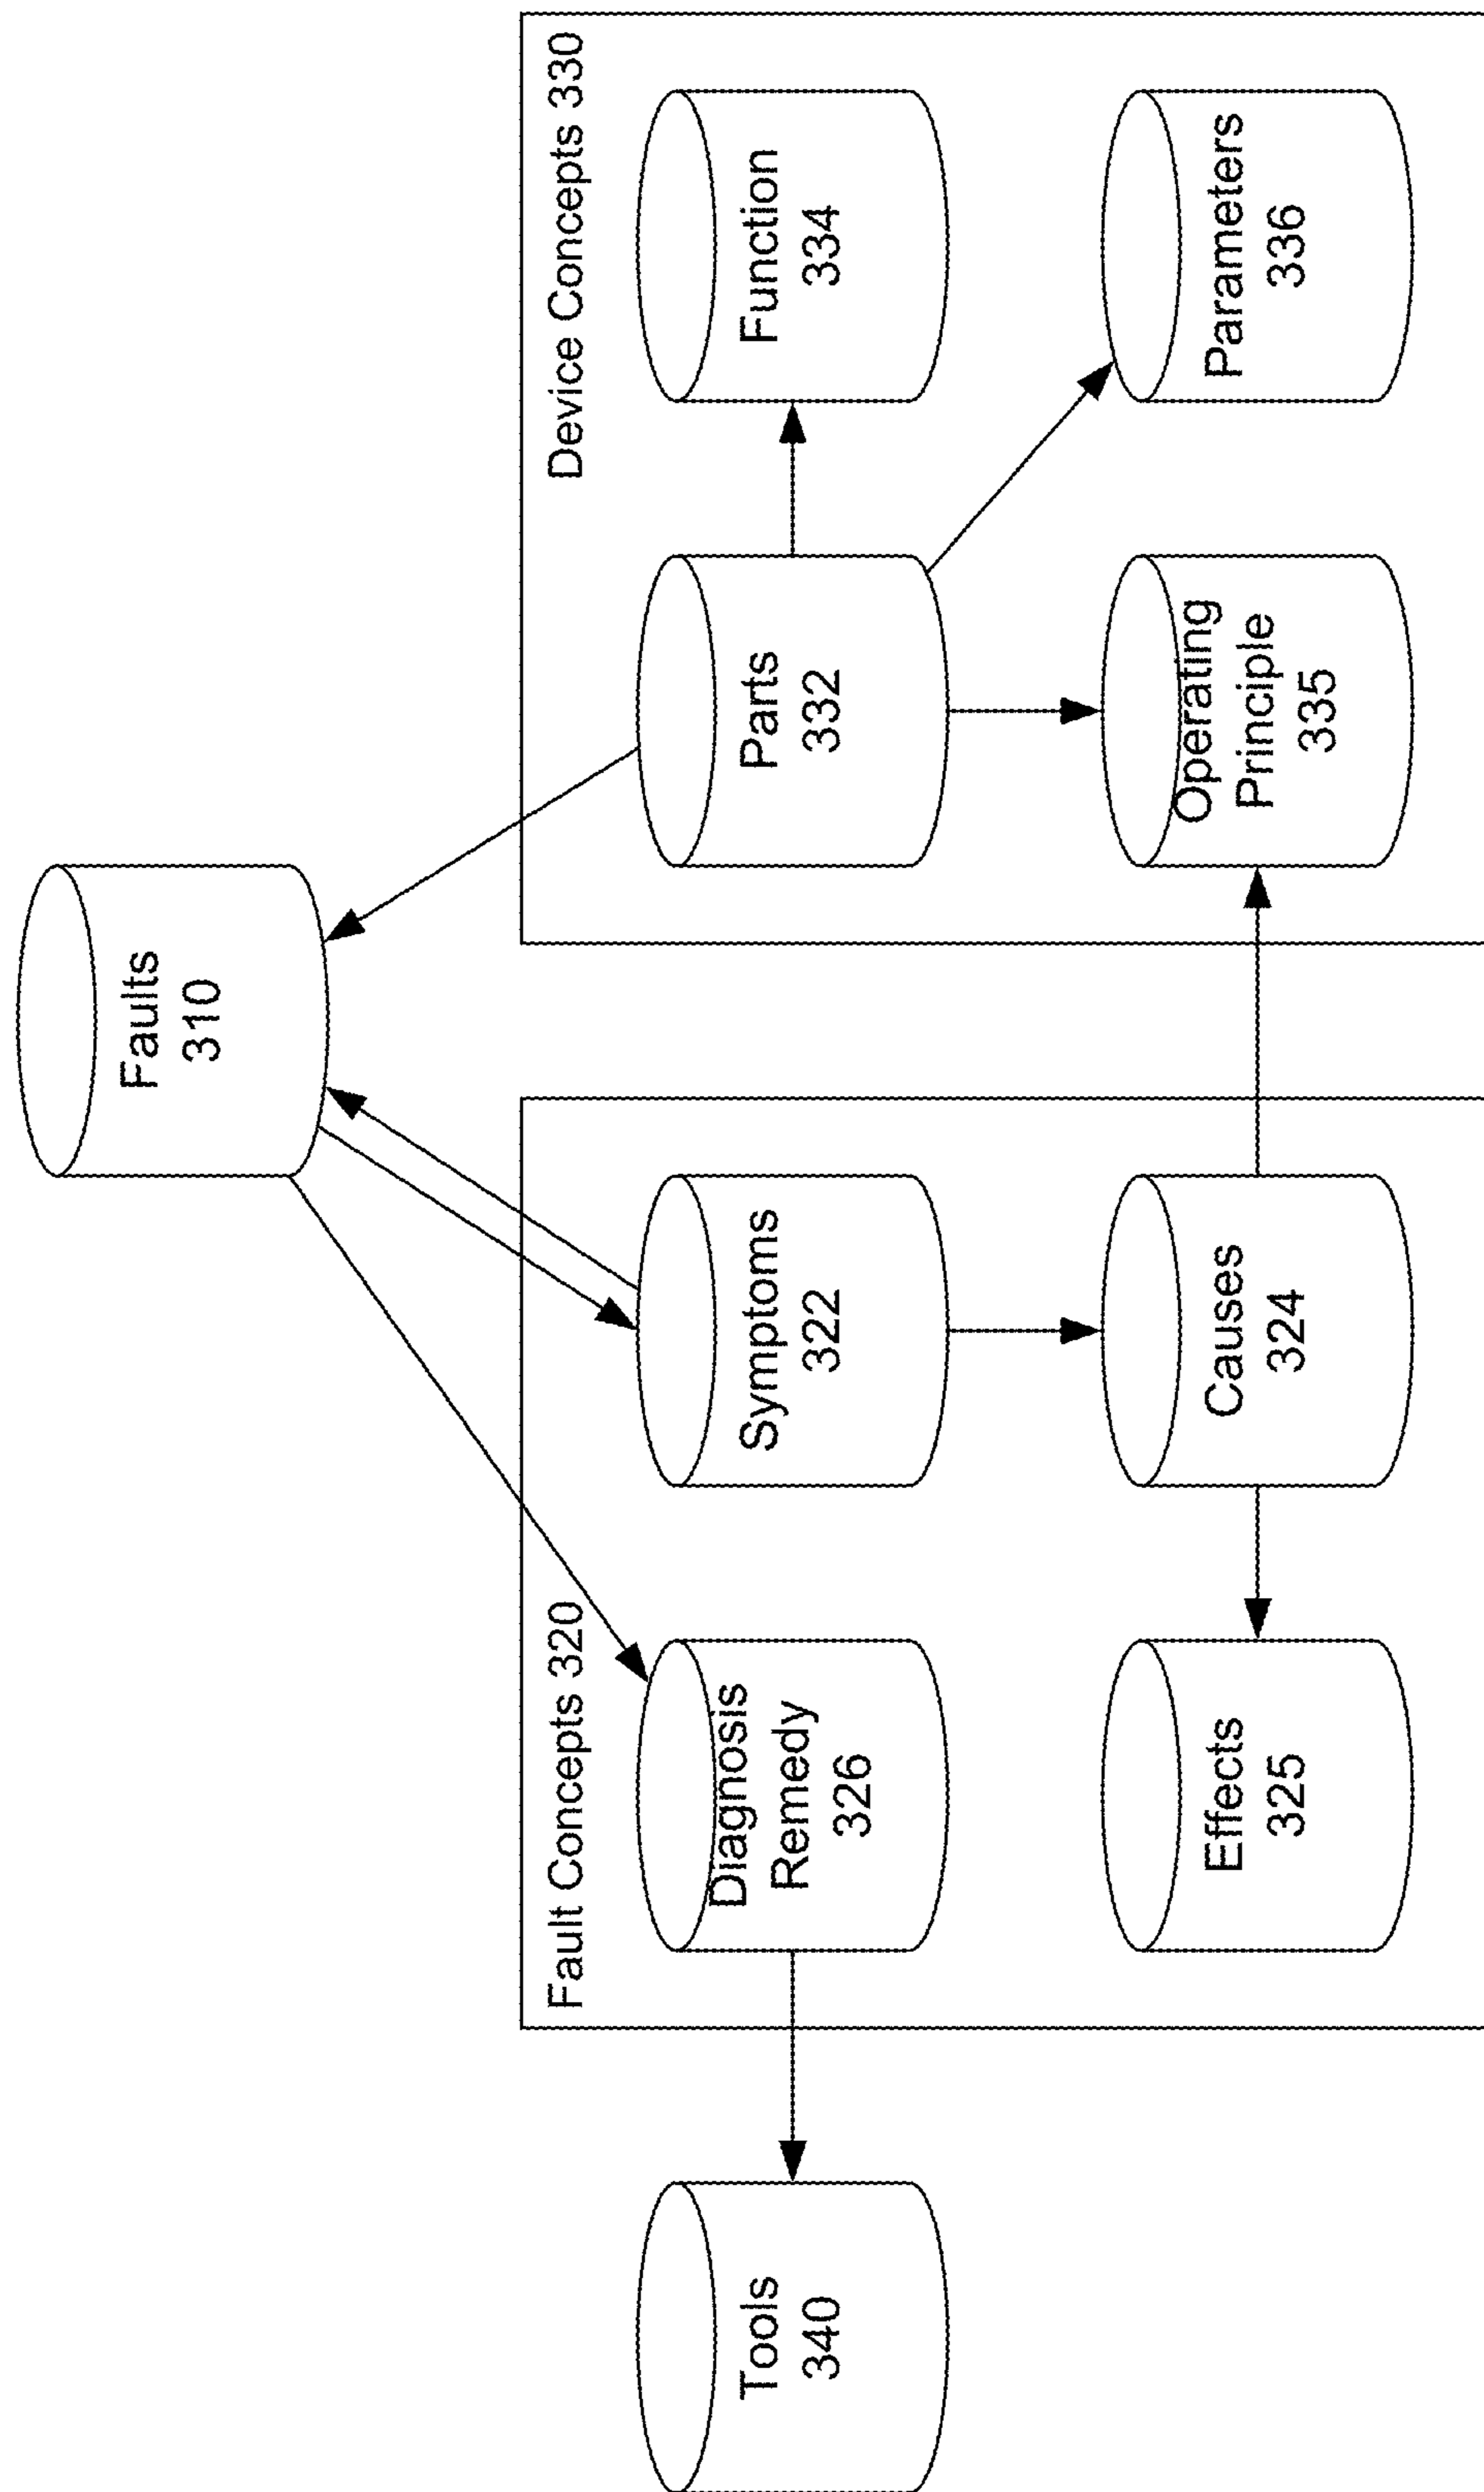 Faults
310
Fault Concepts 320
Device Concepts 330
Tools
340
Diagnosis
Remedy
326
Symptoms
322
Parts
332
Function
334
Effects
325
Causes
324
Operating
Principle
335
Parameters
336